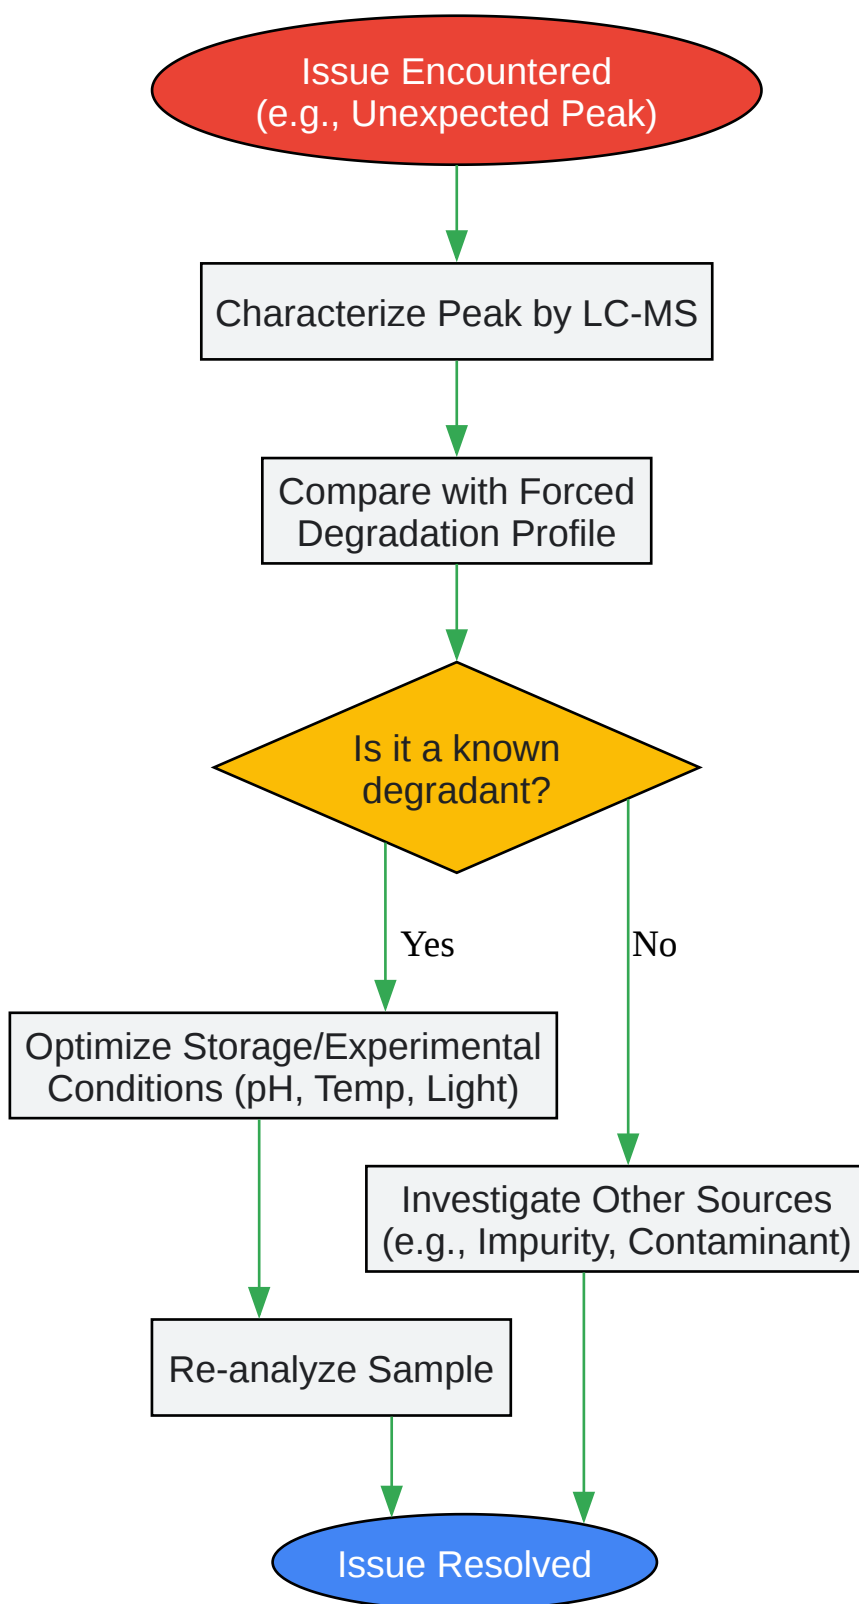 Issue Encountered
(e.g., Unexpected Peak)
Characterize Peak by LC-MS
Compare with Forced
Degradation Profile
Is it a known
degradant?
Yes
No
Optimize Storage/Experimental
Conditions (pH, Temp, Light)
Investigate Other Sources
(e.g., Impurity, Contaminant)
Re-analyze Sample
Issue Resolved